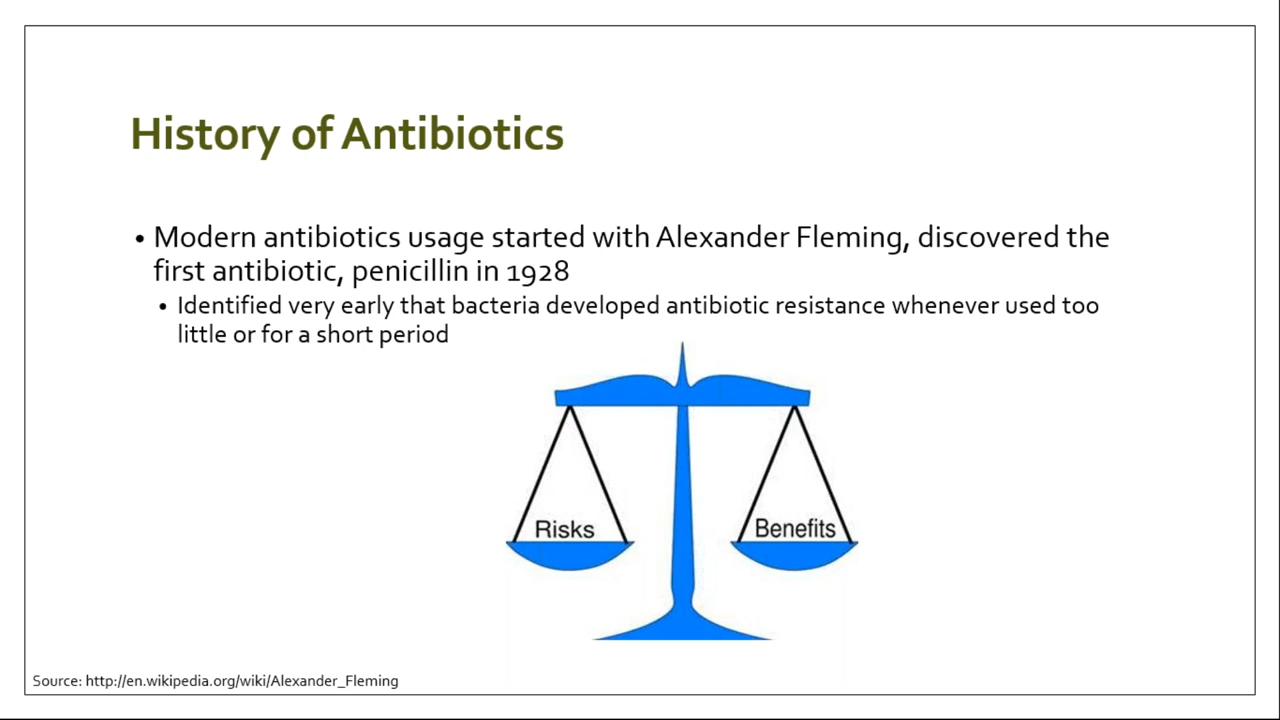 History of Antibiotics
• Modern antibiotics usage started with Alexander Fleming, discovered the
first antibiotic, penicillin in 1928
• Identified very early that bacteria developed antibiotic resistance whenever used too
little or for a short period
Risks
Benefits
Source: http://en.wikipedia.org/wiki/Alexander_Fleming